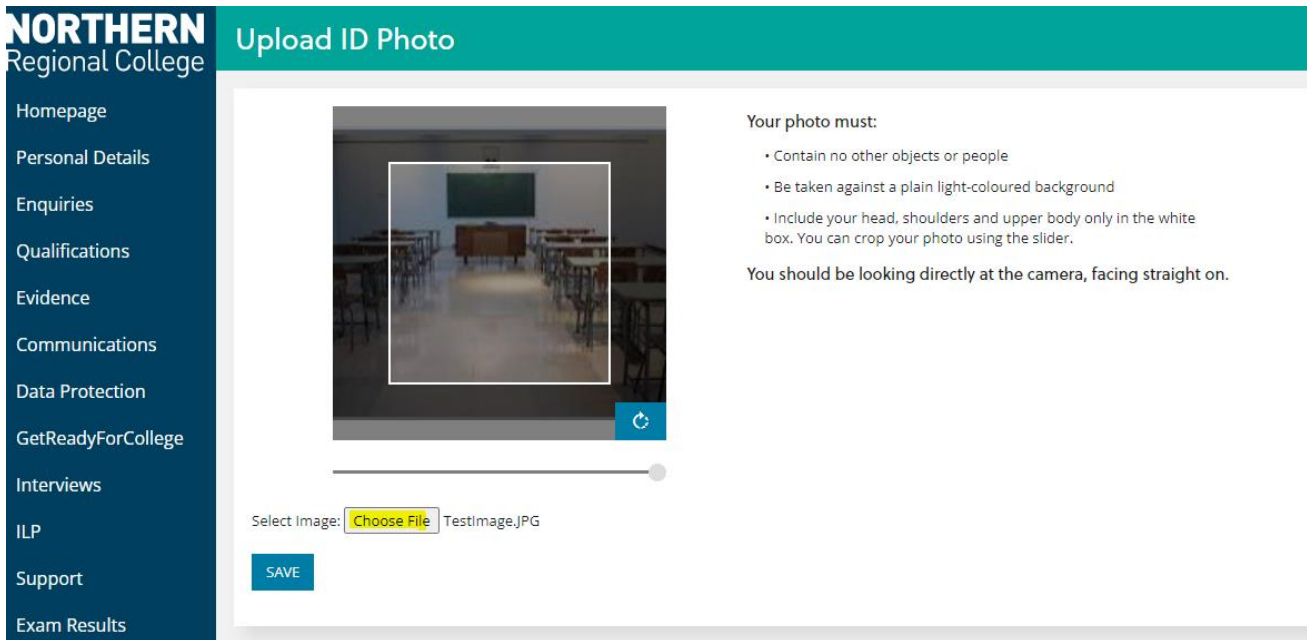 NORTHERN
Regional College
Homepage
Personal Details
Enquiries
Qualifications
Evidence
Communications
Data Protection
GetReadyForCollege
Interviews
ILP
Support
Exam Results
Upload ID Photo
Your photo must:
• Contain no other objects or people
• Be taken against a plain light-coloured background
• Include your head, shoulders and upper body only in the white
box. You can crop your photo using the slider.
You should be looking directly at the camera, facing straight on.
Select Image: Choose File TestImage.JPG
SAVE